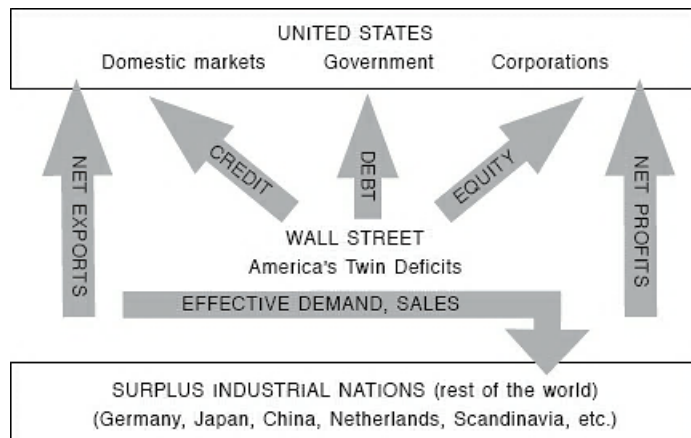 UNITED STATES
Domestic markets Government Corporations
NET EXPORTS
CREDIT
DEBT
EQUITY
NET PROFITS
WALL STREET
America's Twin Deficits
EFFECTIVE DEMAND, SALES
SURPLUS INDUSTRIAL NATIONS (rest of the world)
(Germany, Japan, China, Netherlands, Scandinavia, etc.)